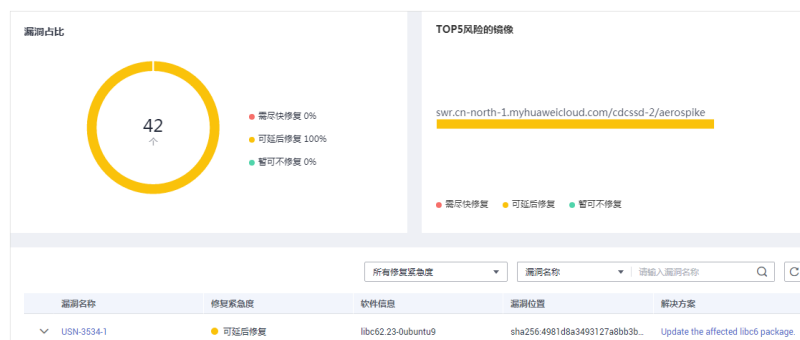 漏洞占比
42
个
需尽快修复 0%
可延后修复 100%
暂可不修复 0%
TOP5风险的镜像
swr.cn-north-1.myhuaweicloud.com/cdcssd-2/aerospike
需尽快修复 可延后修复 暂可不修复
所有修复紧急度 漏洞名称 请输入漏洞名称
漏洞名称 修复紧急度 软件信息 漏洞位置 解决方案
USN-3534-1 可延后修复 libc62.23-0ubuntu9 sha256:4981d8a3493127a8bb3b... Update the affected libc6 package.